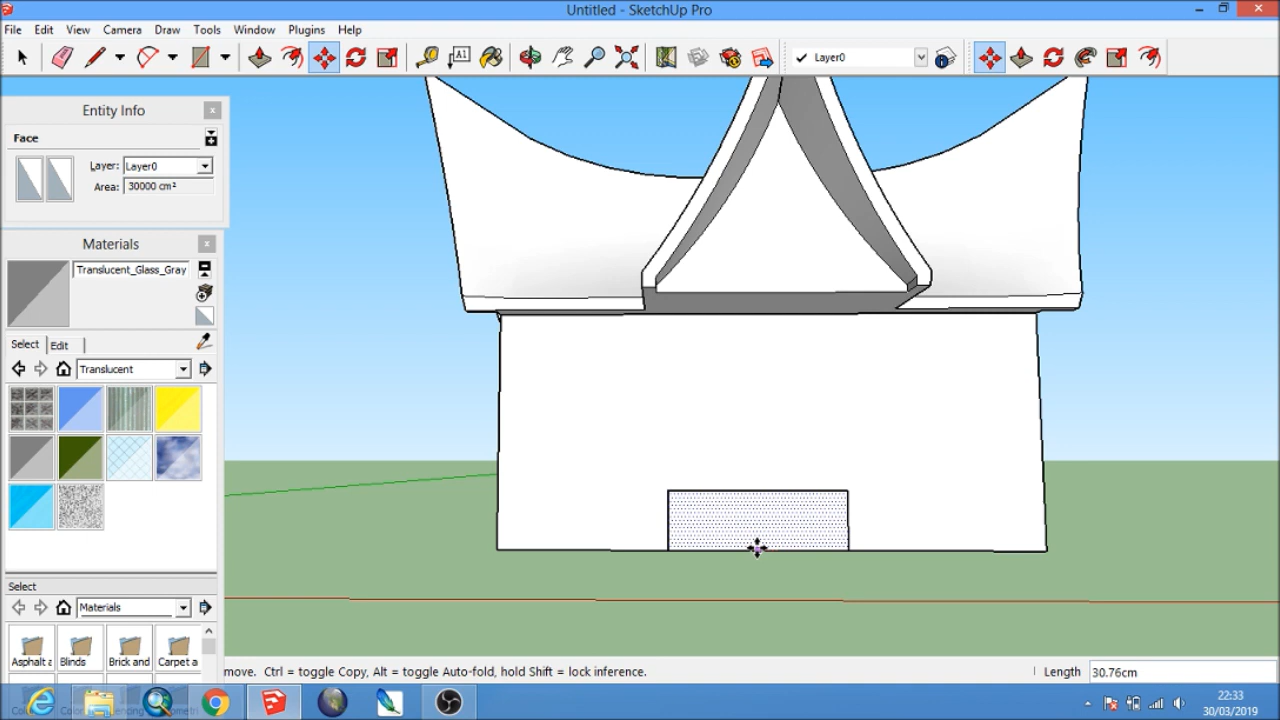 Untitled - SketchUp Pro
File Edit View Camera Draw Tools Window Plugins Help
A1
Layer0
Entity Info
Face
Layer: Layer0
Area: 30000 cm²
Materials
Translucent_Glass_Gray
Select Edit
Translucent
Select
Materials
Asphalt a Blinds Brick and Carpet a
move. Ctrl = toggle Copy, Alt = toggle Auto-fold, hold Shift = lock inference.
Length 30.76cm
22:33
30/03/2019